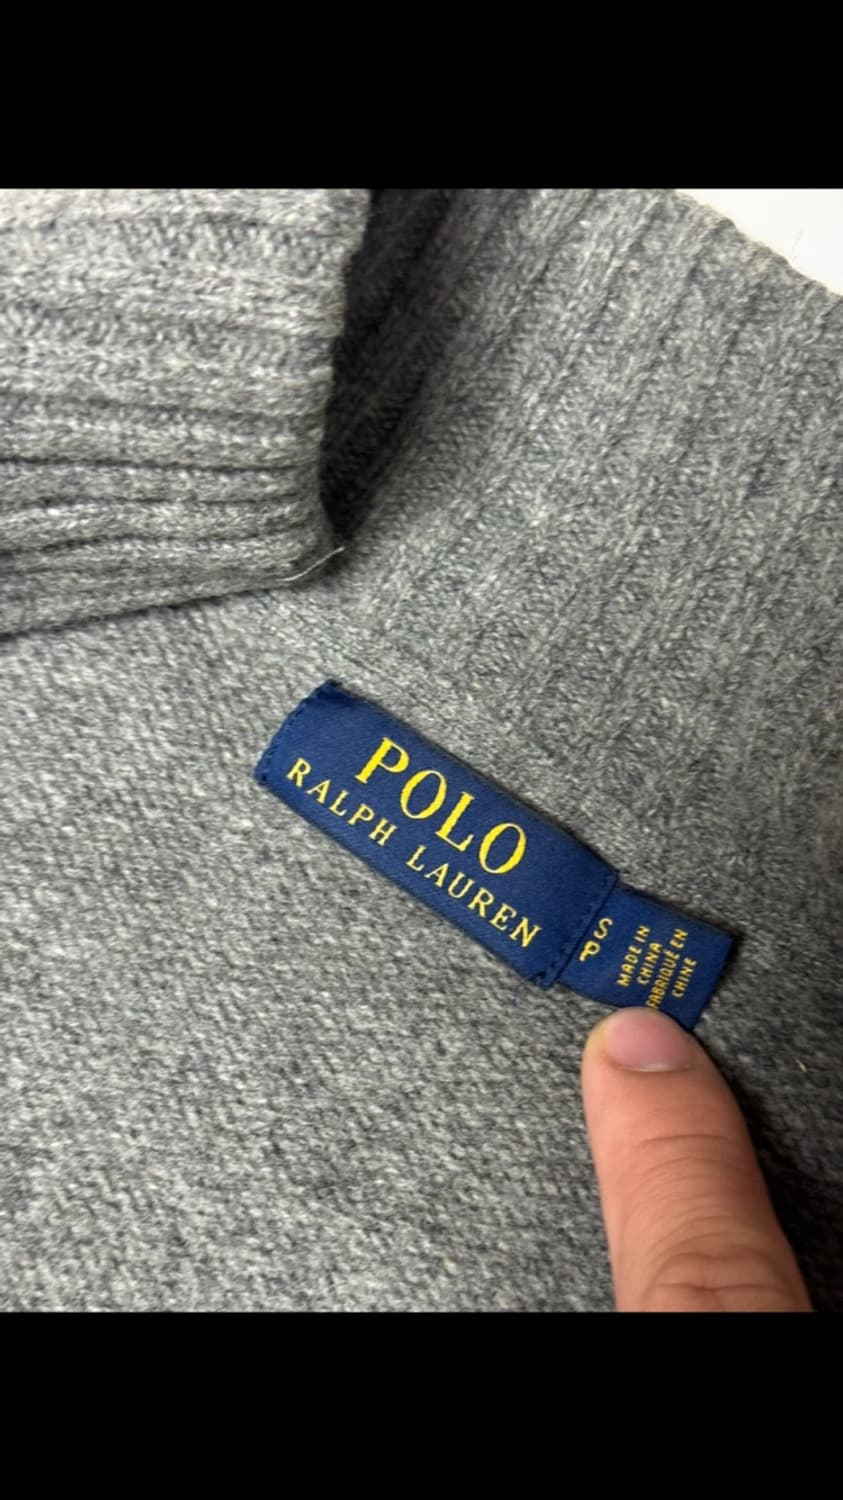 POLO
RALPH LAUREN
S
P
MADE IN
CHINA
FABRIQUÉ EN
CHINE